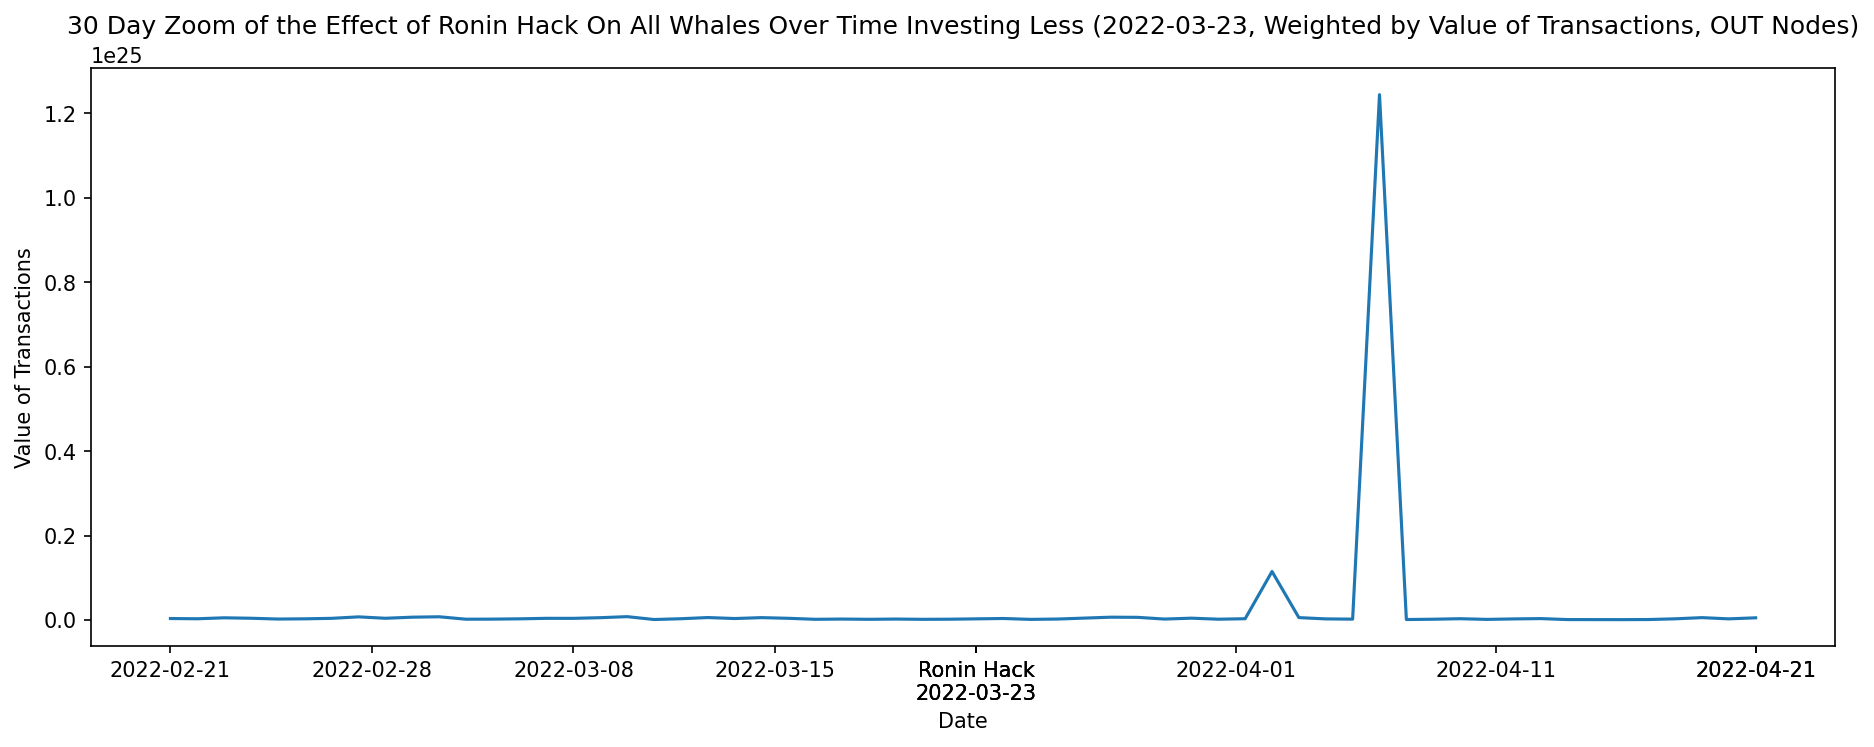 30 Day Zoom of the Effect of Ronin Hack On All Whales Over Time Investing Less (2022-03-23, Weighted by Value of Transactions, OUT Nodes)
1e25
1.2
1.0
0.8
0.6
0.4
0.2
0.0
Value of Transactions
2022-02-21 2022-02-28 2022-03-08 2022-03-15 Ronin Hack 2022-04-01 2022-04-11 2022-04-21
2022-03-23
Date